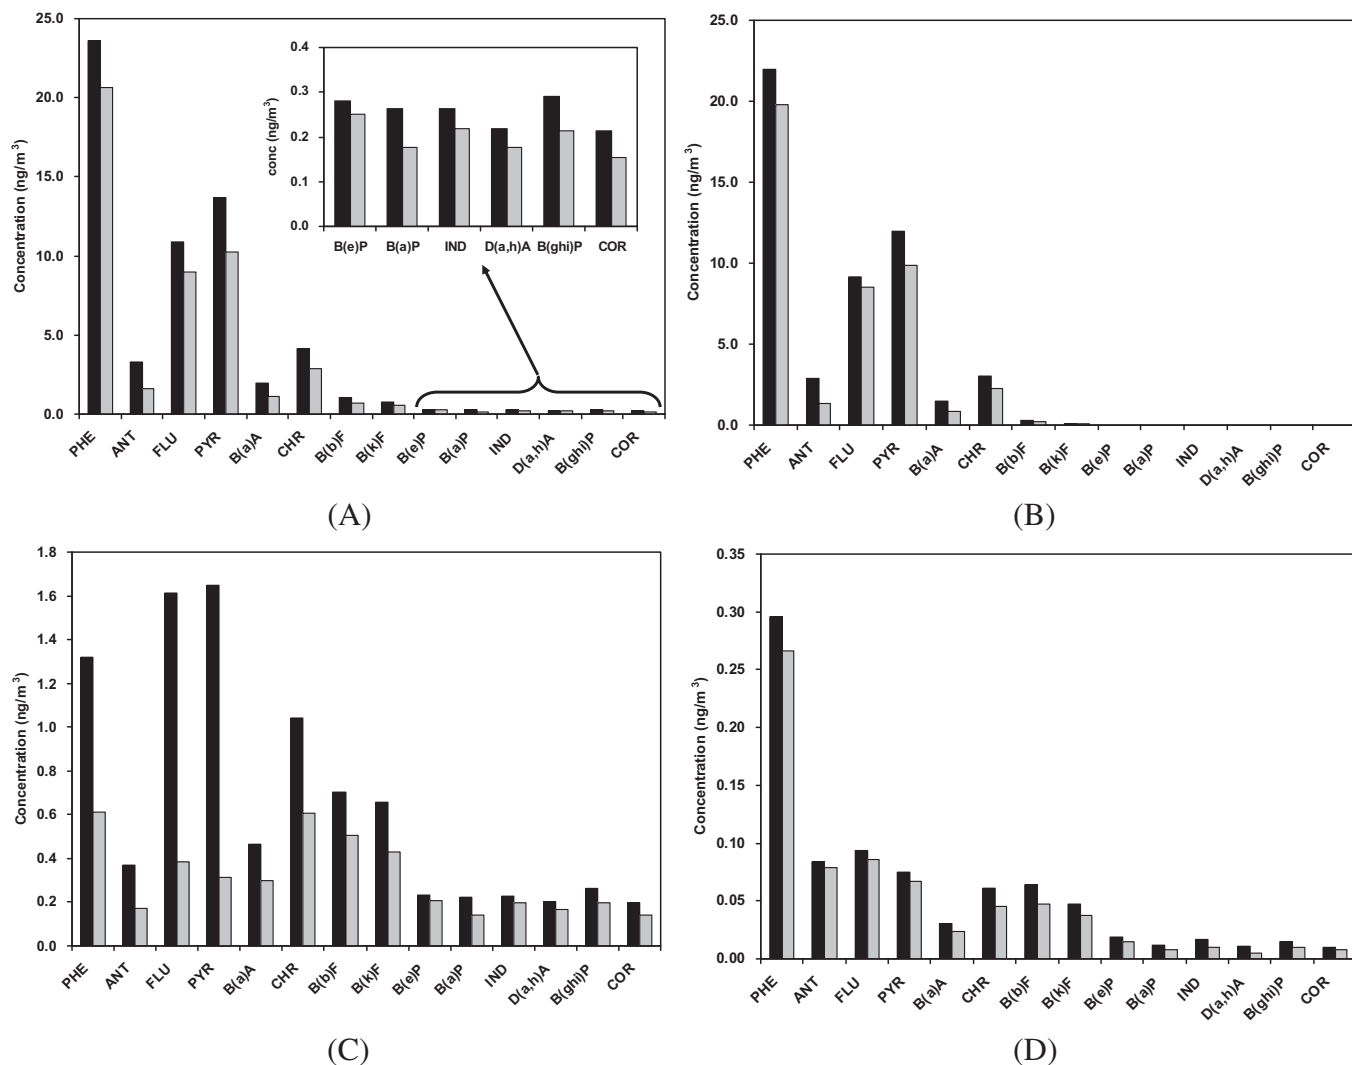 25.0
20.0
15.0
10.0
5.0
0.0
Concentration (ng/m³)
PHE ANT FLU PYR B(a)A CHR B(b)F B(k)F B(e)P B(a)P IND D(a,h)A B(ghi)P COR
0.4
0.3
0.2
0.1
0.0
conc (ng/m³)
B(e)P B(a)P IND D(a,h)A B(ghi)P COR
(A)
25.0
20.0
15.0
10.0
5.0
0.0
Concentration (ng/m³)
PHE ANT FLU PYR B(a)A CHR B(b)F B(k)F B(e)P B(a)P IND D(a,h)A B(ghi)P COR
(B)
1.8
1.6
1.4
1.2
1.0
0.8
0.6
0.4
0.2
0.0
Concentration (ng/m³)
PHE ANT FLU PYR B(a)A CHR B(b)F B(k)F B(e)P B(a)P IND D(a,h)A B(ghi)P COR
(C)
0.35
0.30
0.25
0.20
0.15
0.10
0.05
0.00
Concentration (ng/m³)
PHE ANT FLU PYR B(a)A CHR B(b)F B(k)F B(e)P B(a)P IND D(a,h)A B(ghi)P COR
(D)